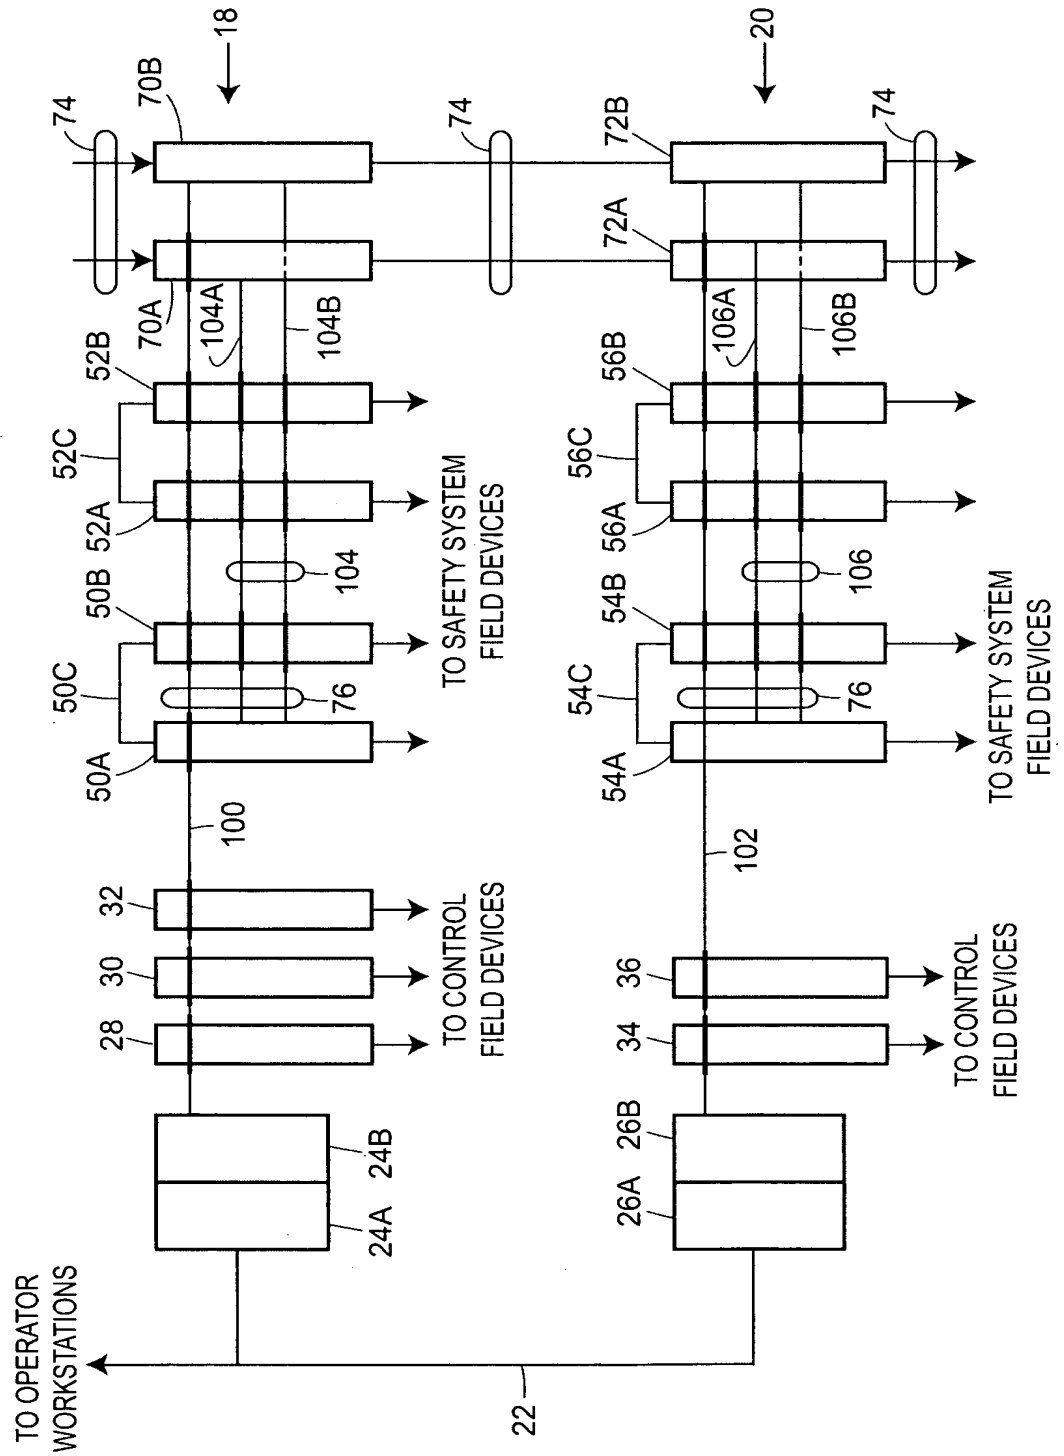 18
70B
74
70A
104A
104B
52B
52C
52A
104
50B
50C
76
50A
TO SAFETY SYSTEM
FIELD DEVICES
100
32
30
28
TO CONTROL
FIELD DEVICES
24B
24A
TO OPERATOR
WORKSTATIONS
22
74
20
72B
74
72A
106A
106B
56B
56C
56A
106
54B
54C
76
54A
TO SAFETY SYSTEM
FIELD DEVICES
102
36
34
TO CONTROL
FIELD DEVICES
26B
26A